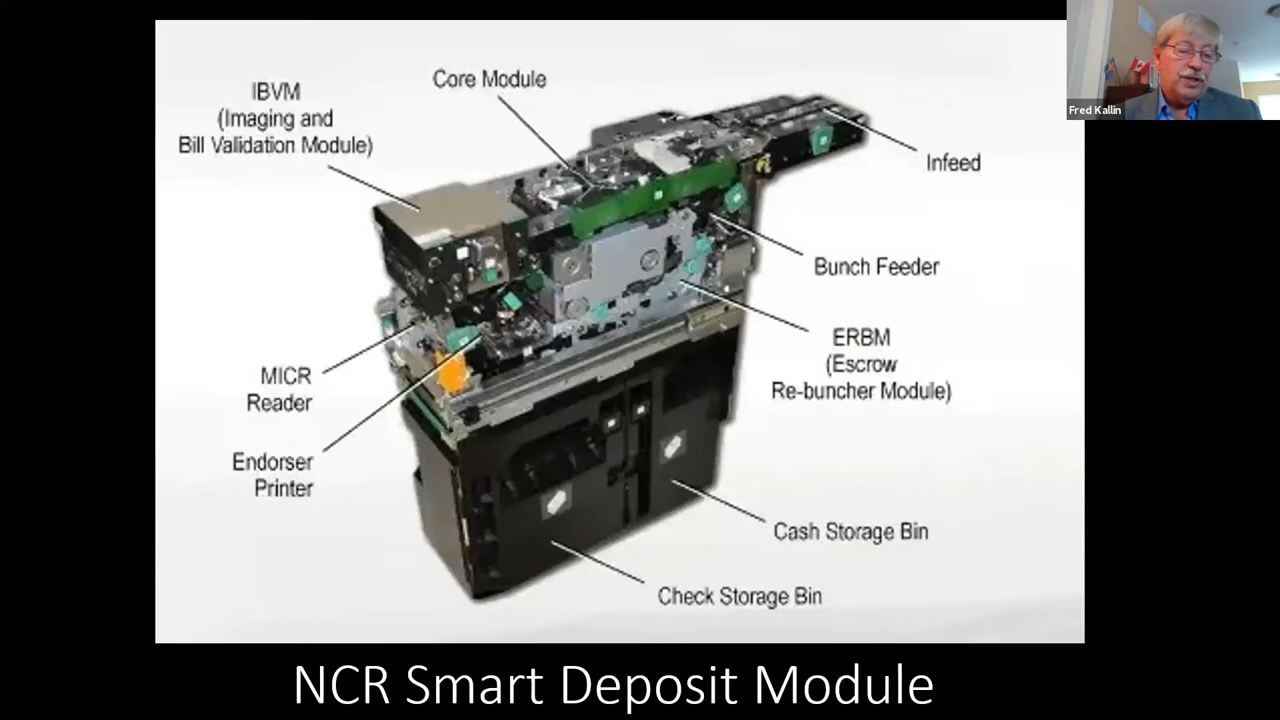 Fred Kallin
Core Module
IBVM
(Imaging and
Bill Validation Module)
Infeed
Bunch Feeder
ERBM
(Escrow
Re-buncher Module)
MICR
Reader
Endorser
Printer
Cash Storage Bin
Check Storage Bin
NCR Smart Deposit Module